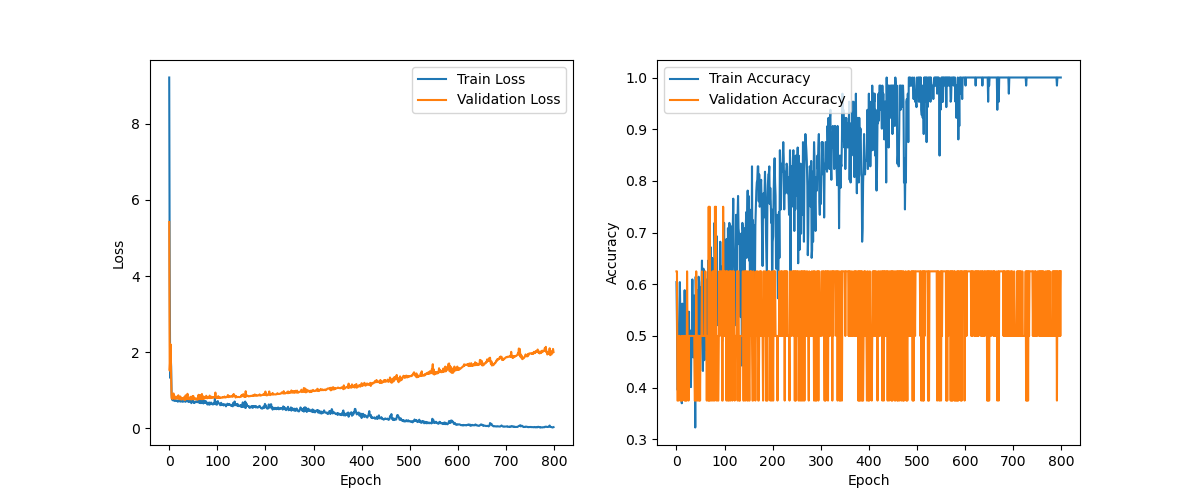 Train Loss
Validation Loss
8
6
4
2
0
0 100 200 300 400 500 600 700 800
Epoch
Loss
Train Accuracy
Validation Accuracy
1.0
0.9
0.8
0.7
0.6
0.5
0.4
0.3
0 100 200 300 400 500 600 700 800
Epoch
Accuracy